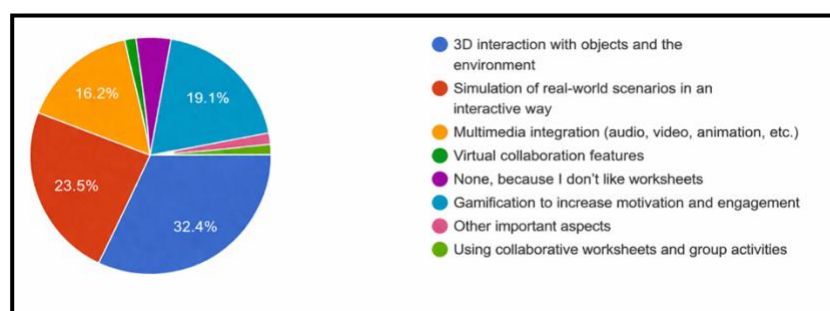 16.2%
19.1%
23.5%
32.4%
3D interaction with objects and the
environment
Simulation of real-world scenarios in an
interactive way
Multimedia integration (audio, video, animation, etc.)
Virtual collaboration features
None, because I don't like worksheets
Gamification to increase motivation and engagement
Other important aspects
Using collaborative worksheets and group activities